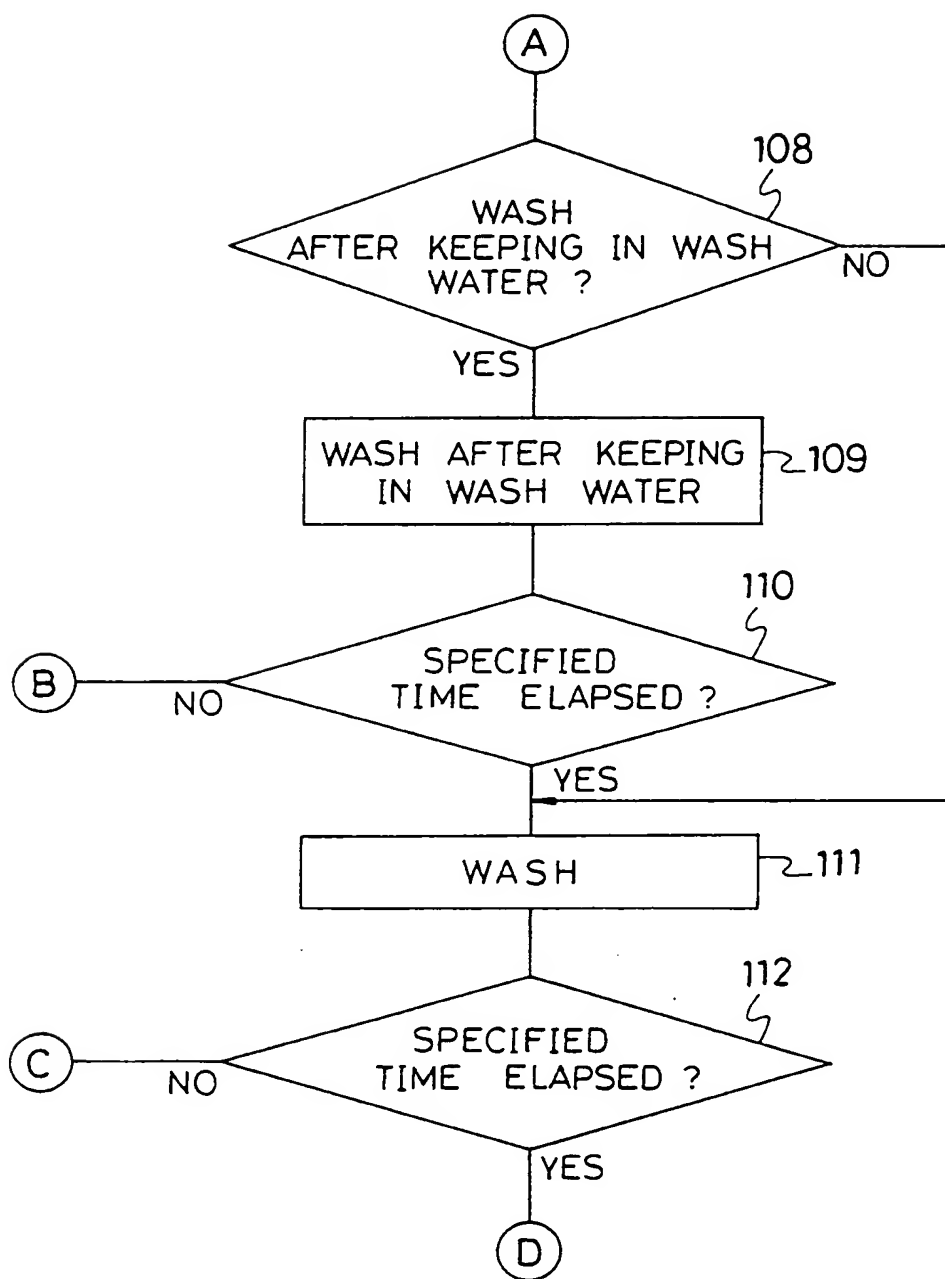 A
108
WASH
AFTER KEEPING IN WASH
WATER ?
NO
YES
WASH AFTER KEEPING
IN WASH WATER
109
110
SPECIFIED
TIME ELAPSED ?
B
NO
YES
WASH
111
112
SPECIFIED
TIME ELAPSED ?
C
NO
YES
D